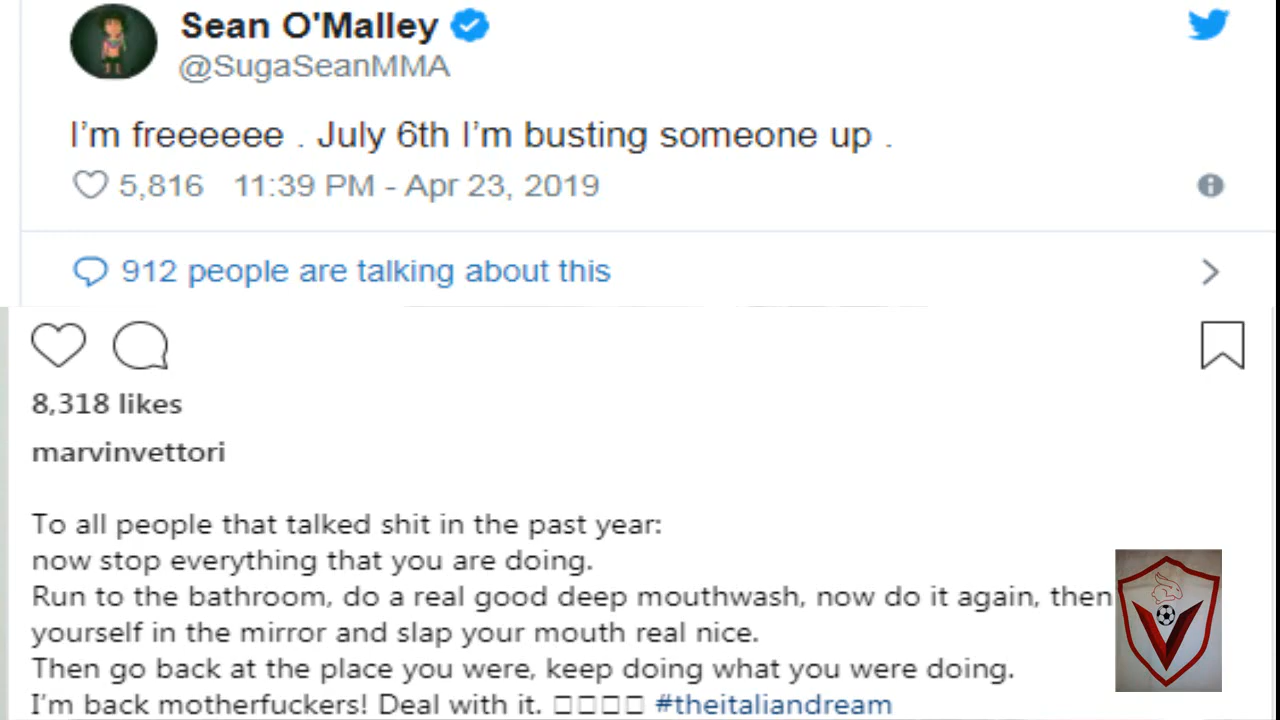 Sean O'Malley
@SugaSeanMMA
I'm freeeeee . July 6th I'm busting someone up .
5,816 11:39 PM - Apr 23, 2019
912 people are talking about this
8,318 likes
marvinvettori
To all people that talked shit in the past year:
now stop everything that you are doing.
Run to the bathroom, do a real good deep mouthwash, now do it again, then
yourself in the mirror and slap your mouth real nice.
Then go back at the place you were, keep doing what you were doing.
I'm back motherfuckers! Deal with it. □□□□ #theitaliandream
V